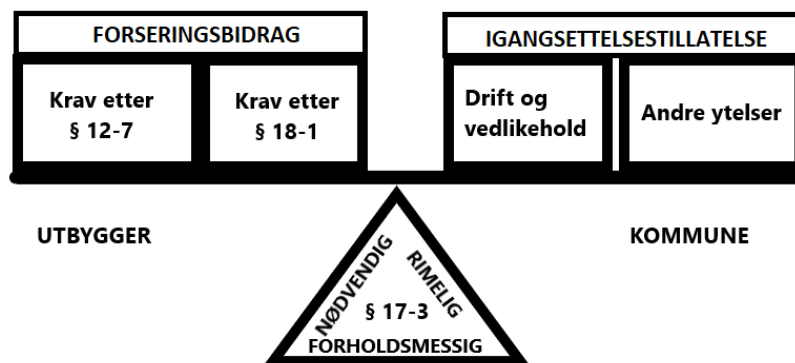 FORSERINGSBIDRAG
IGANGSETTELSESTILLATELSE
Krav etter
§ 12-7
Krav etter
§ 18-1
Drift og
vedlikehold
Andre ytelser
UTBYGGER
KOMMUNE
NØDVENDIG
RIMELIG
§ 17-3
FORHOLDSMESSIG